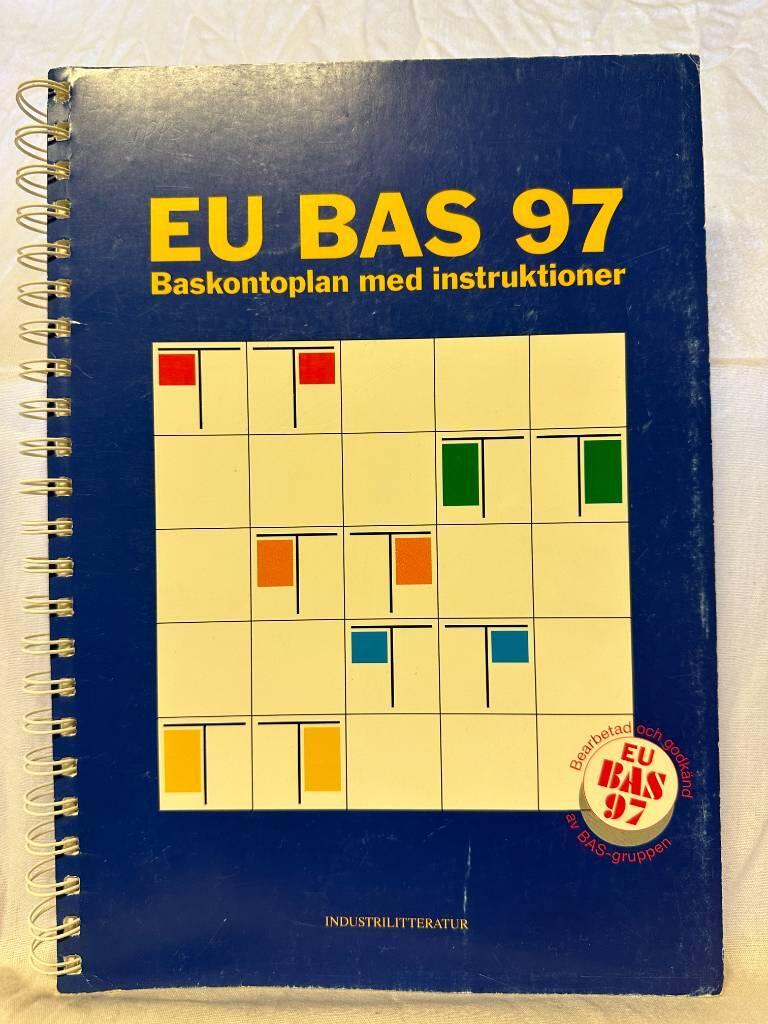 EU BAS 97
Baskontoplan med instruktioner
Bearbetad och godkänd
EU
BAS
97
av BAS-gruppen
INDUSTRILITTERATUR